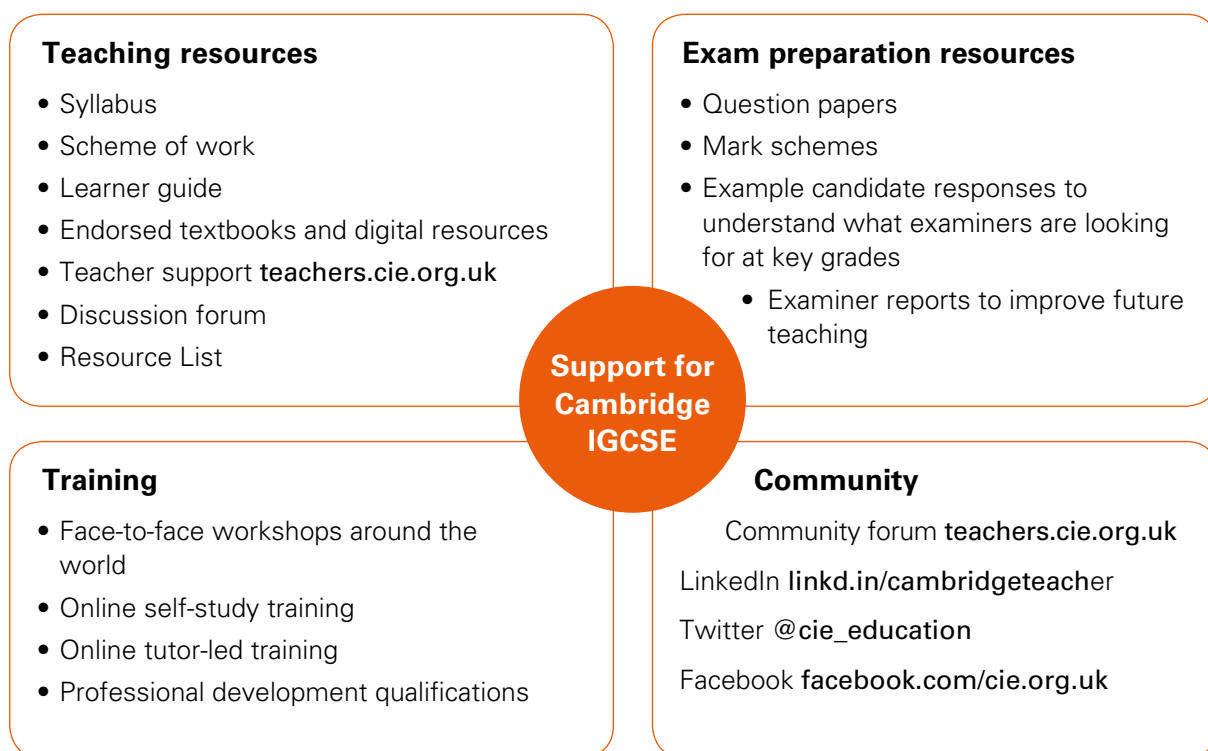 Teaching resources
• Syllabus
• Scheme of work
• Learner guide
• Endorsed textbooks and digital resources
• Teacher support teachers.cie.org.uk
• Discussion forum
• Resource List
Exam preparation resources
• Question papers
• Mark schemes
• Example candidate responses to
understand what examiners are looking
for at key grades
• Examiner reports to improve future
teaching
Support for
Cambridge
IGCSE
Training
• Face-to-face workshops around the
world
• Online self-study training
• Online tutor-led training
• Professional development qualifications
Community
Community forum teachers.cie.org.uk
LinkedIn linkd.in/cambridgeteacher
Twitter @cie_education
Facebook facebook.com/cie.org.uk